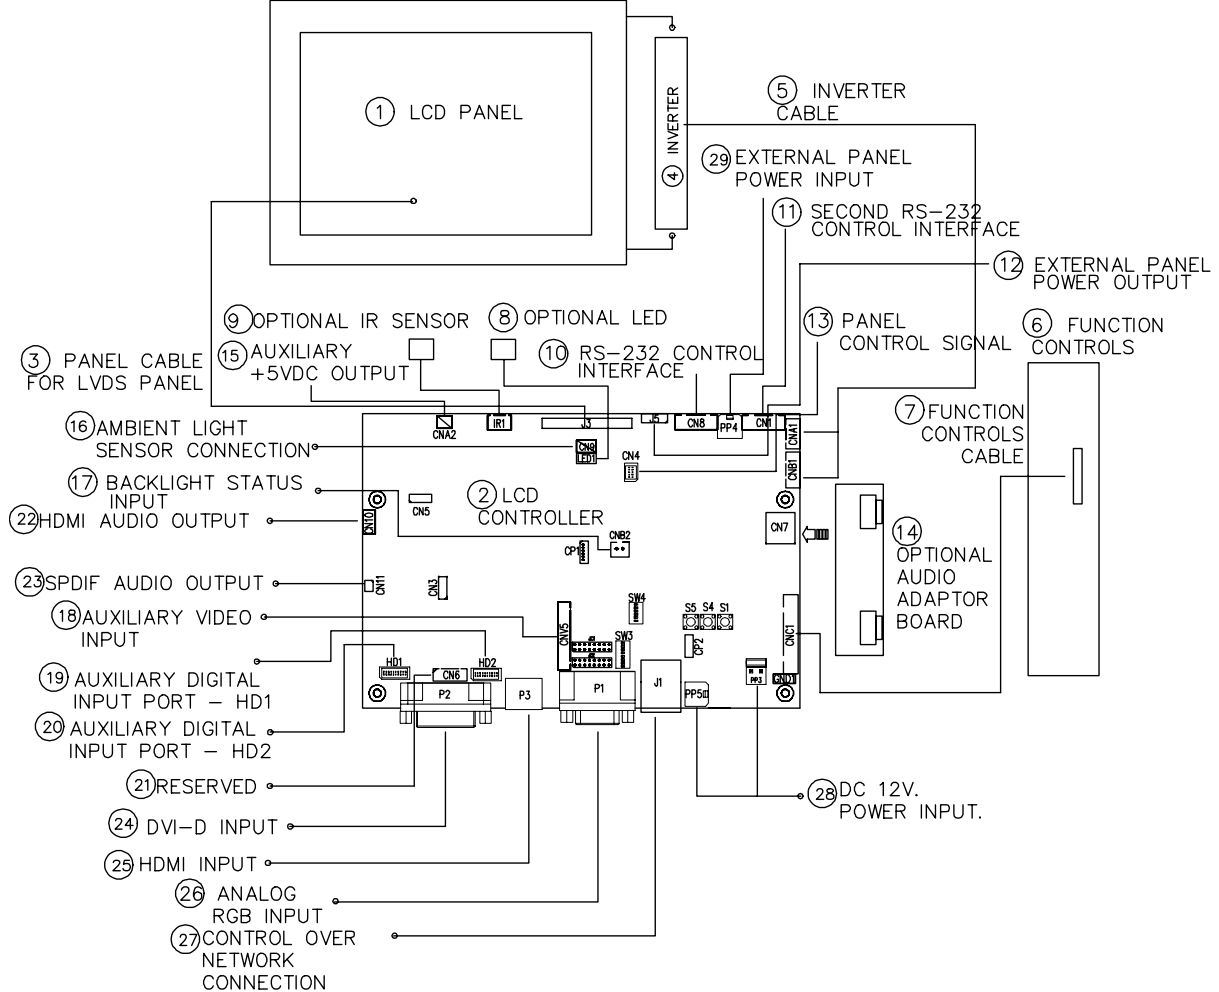 ① LCD PANEL
④ INVERTER
⑤ INVERTER
CABLE
㉙ EXTERNAL PANEL
POWER INPUT
⑪ SECOND RS-232
CONTROL INTERFACE
⑫ EXTERNAL PANEL
POWER OUTPUT
⑨ OPTIONAL IR SENSOR
⑧ OPTIONAL LED
⑬ PANEL
CONTROL SIGNAL
⑥ FUNCTION
CONTROLS
③ PANEL CABLE
FOR LVDS PANEL
⑮ AUXILIARY
+5VDC OUTPUT
⑩ RS-232 CONTROL
INTERFACE
⑦ FUNCTION
CONTROLS
CABLE
⑯ AMBIENT LIGHT
SENSOR CONNECTION
CNA2
IR1
J3
J5
CN8
PP4
CN1
CNA1
CN9
LED1
CN4
CNB1
⑰ BACKLIGHT STATUS
INPUT
② LCD
CONTROLLER
㉒ HDMI AUDIO OUTPUT
CN10
CN5
CP1
CNB2
CN7
⑭
OPTIONAL
AUDIO
ADAPTOR
BOARD
㉓ SPDIF AUDIO OUTPUT
CN11
CN3
⑱ AUXILIARY VIDEO
INPUT
CNV5
SW4
S5 S4 S1
SW3
CP2
CNC1
⑲ AUXILIARY DIGITAL
INPUT PORT - HD1
HD1
CN6
HD2
P2
P3
P1
J1
PP5
PP3
GND1
⑳ AUXILIARY DIGITAL
INPUT PORT - HD2
㉑ RESERVED
㉔ DVI-D INPUT
㉕ HDMI INPUT
㉖ ANALOG
RGB INPUT
㉗ CONTROL OVER
NETWORK
CONNECTION
㉘ DC 12V.
POWER INPUT.